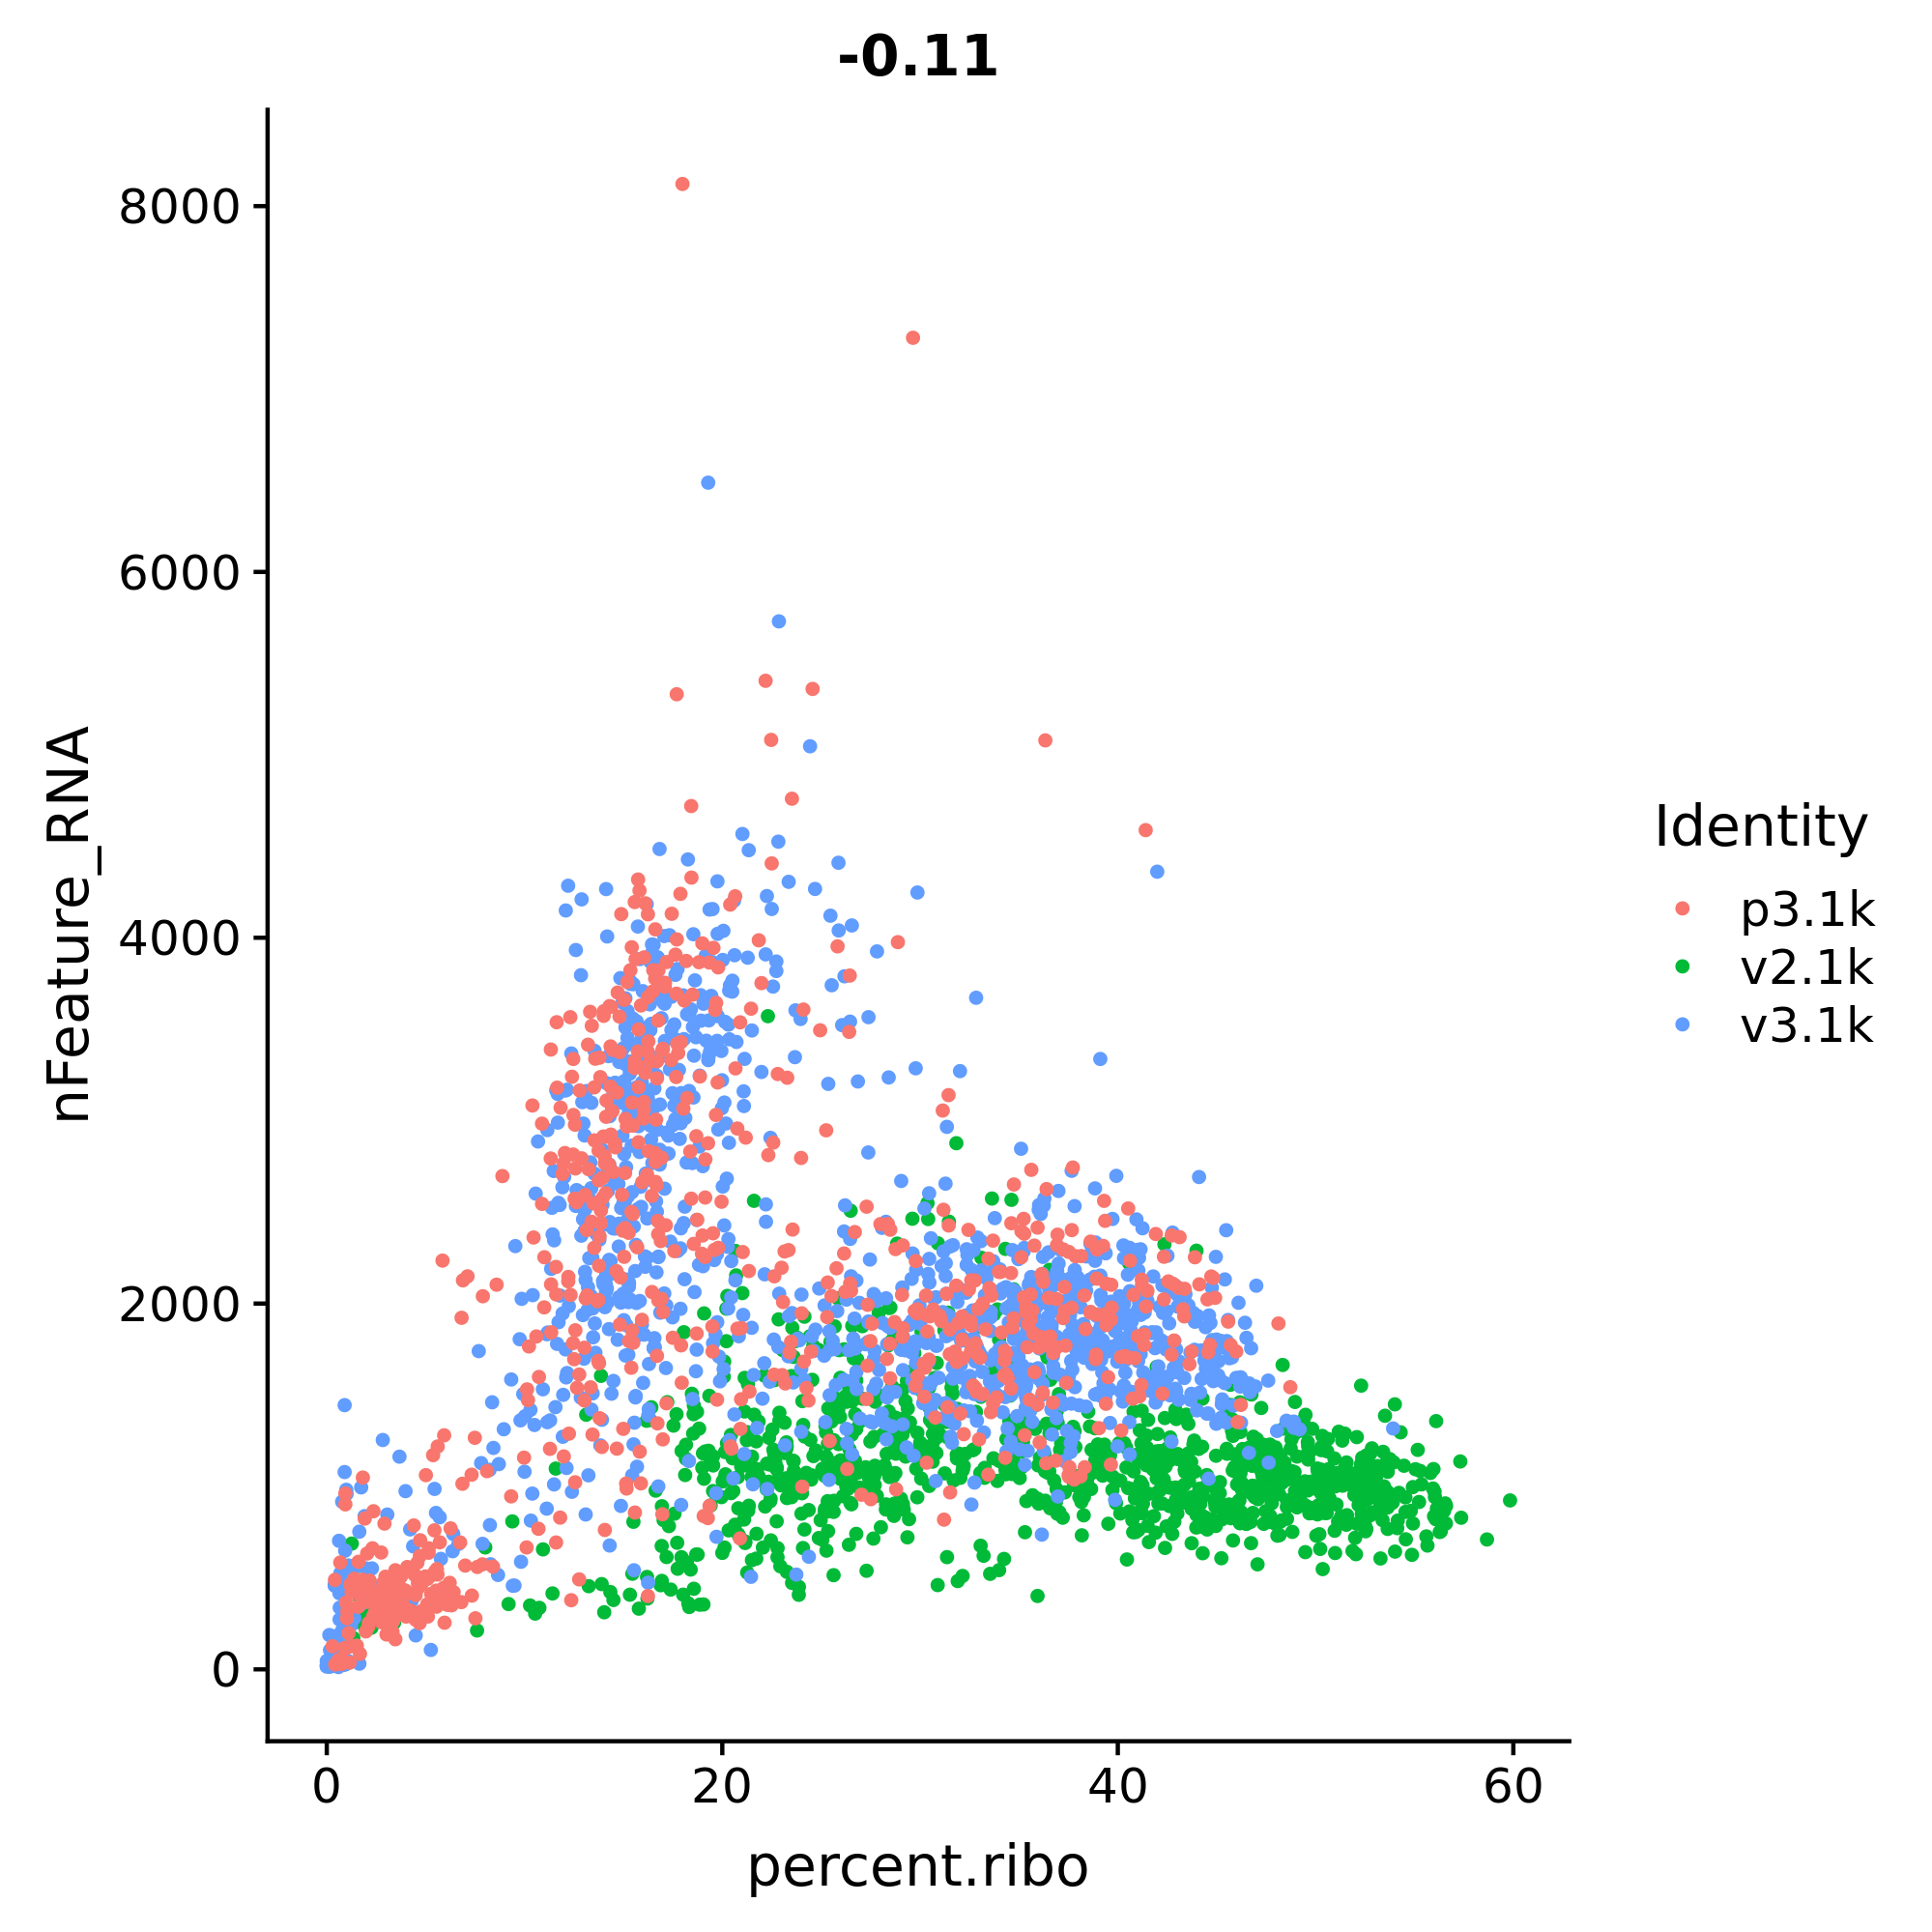 -0.11
8000
6000
4000
2000
0
nFeature_RNA
0 20 40 60
percent.ribo
Identity
p3.1k
v2.1k
v3.1k